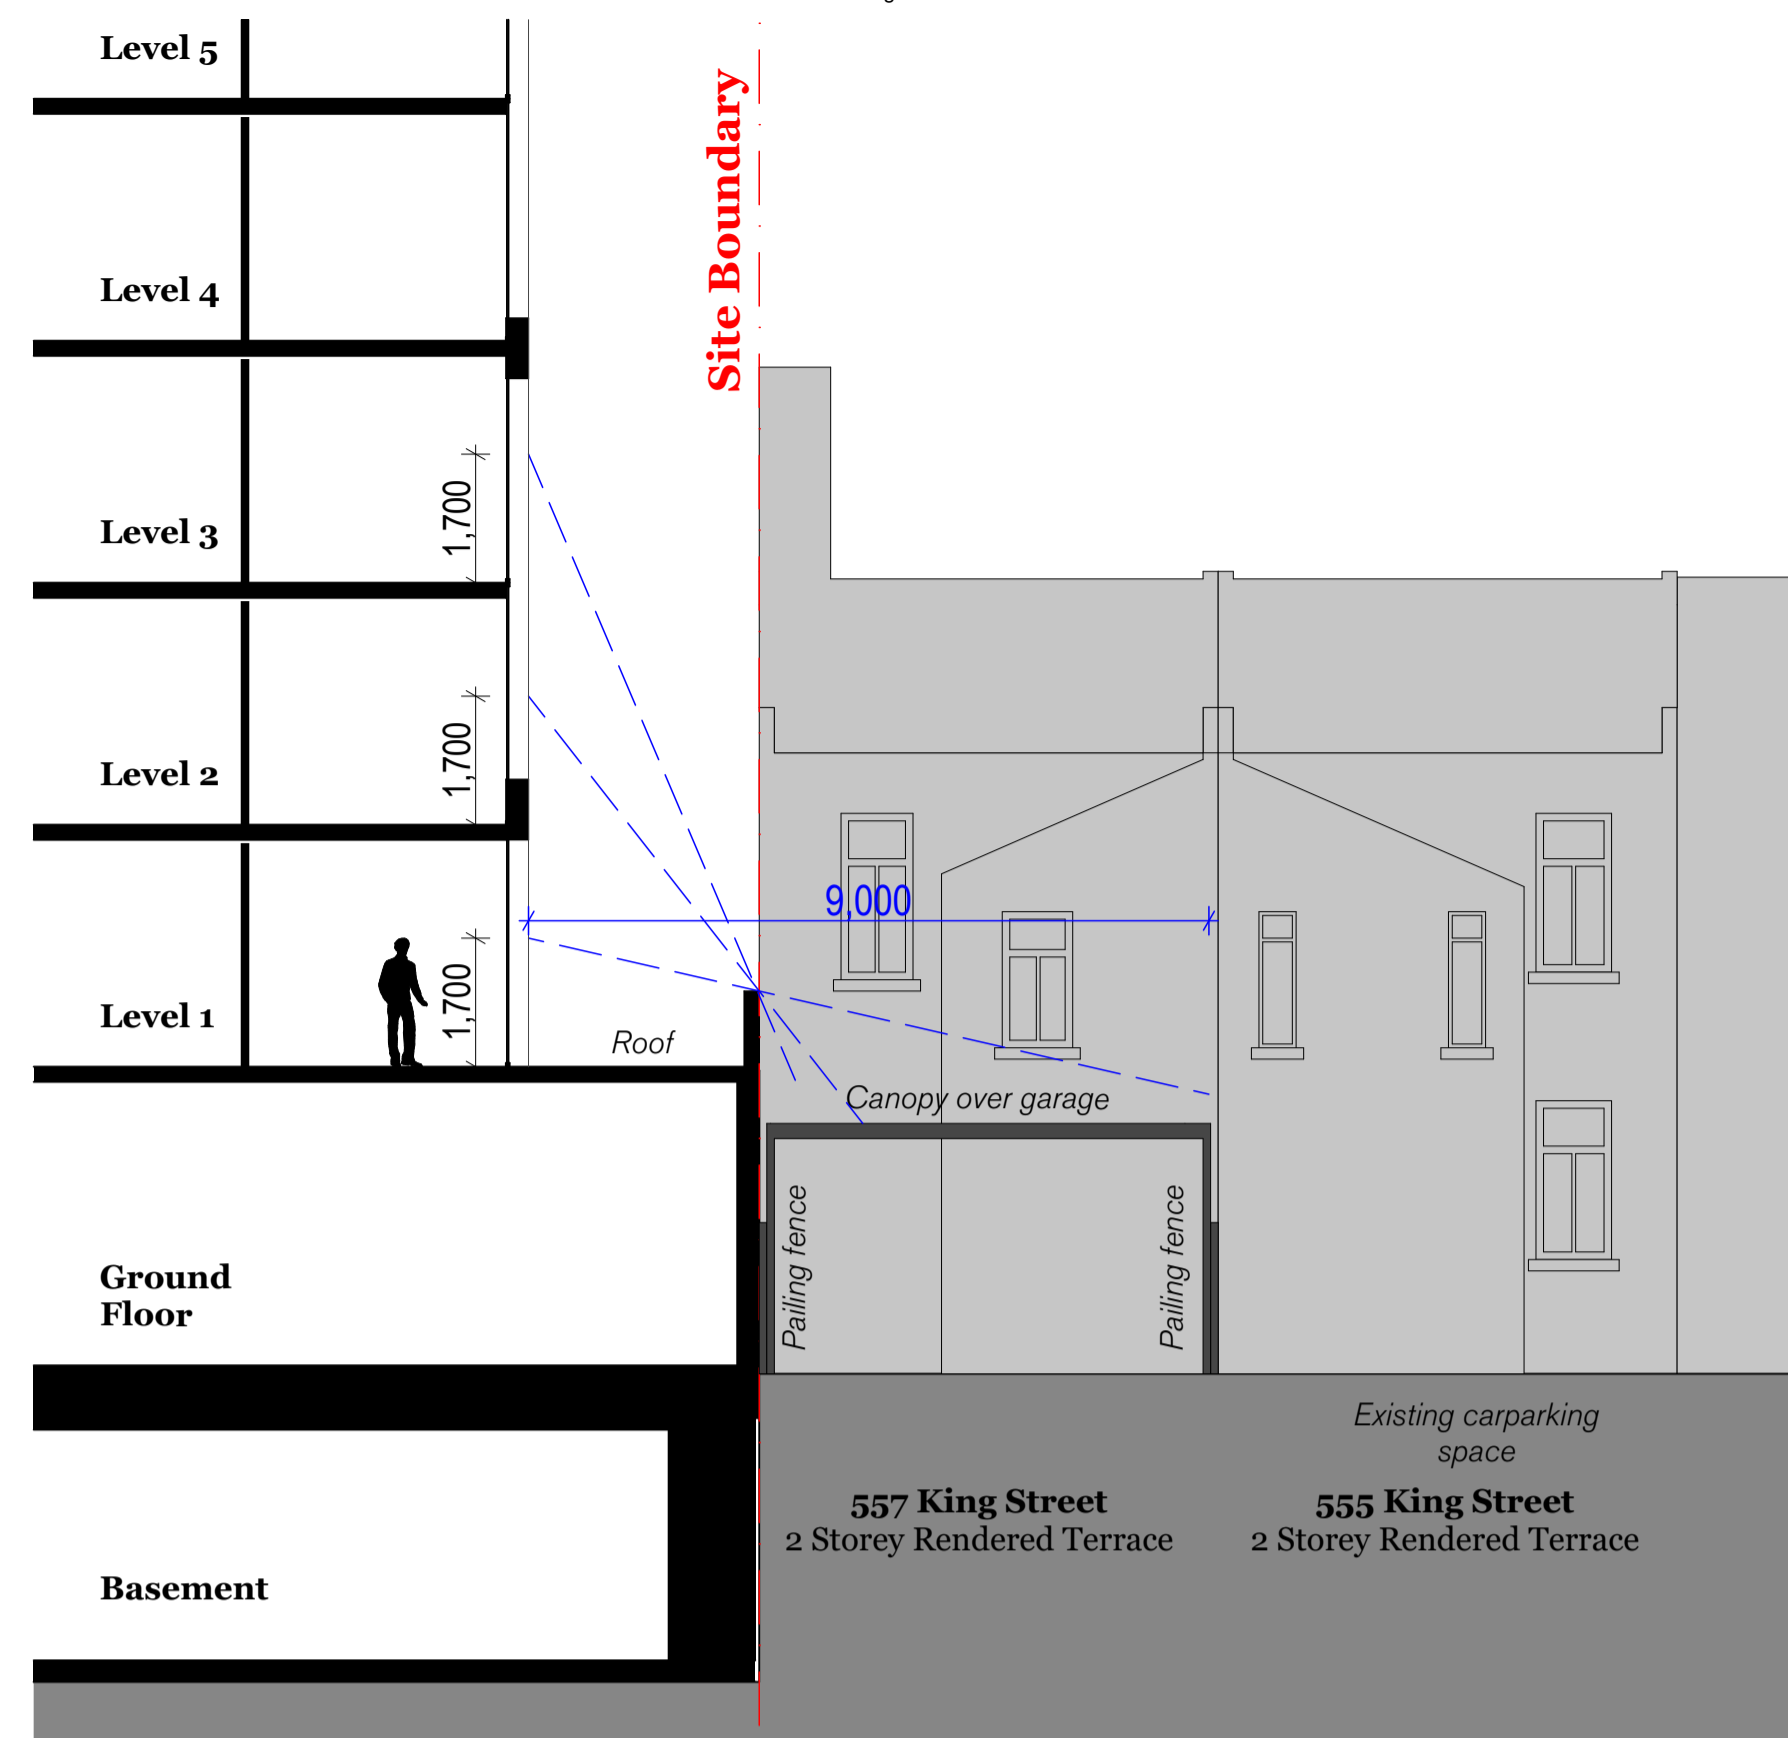 Level 5
Site Boundary
Level 4
1,700
Level 3
1,700
Level 2
9,000
1,700
Level 1
Roof
Canopy over garage
Pailing fence
Pailing fence
Ground
Floor
Existing carparking
space
557 King Street
2 Storey Rendered Terrace
555 King Street
2 Storey Rendered Terrace
Basement